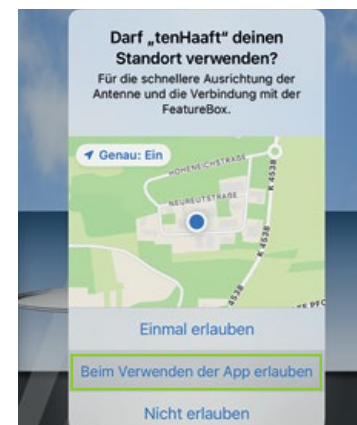 Darf „tenHaaft“ deinen
Standort verwenden?
Für die schnellere Ausrichtung der
Antenne und die Verbindung mit der
FeatureBox.
Genau: Ein
HOHENEICHSTRAẞE
K 4538
NEUREUTSTRAẞE
K 4538
4538
Einmal erlauben
Beim Verwenden der App erlauben
Nicht erlauben